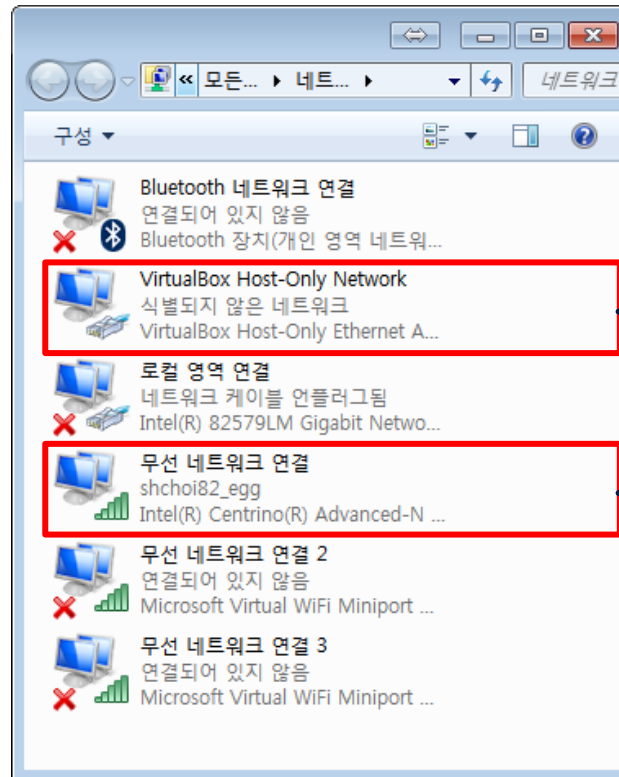 « 모든... ▸ 네트... ▸
네트워크
구성
Bluetooth 네트워크 연결
연결되어 있지 않음
Bluetooth 장치(개인 영역 네트워...
VirtualBox Host-Only Network
식별되지 않은 네트워크
VirtualBox Host-Only Ethernet A...
로컬 영역 연결
네트워크 케이블 언플러그됨
Intel(R) 82579LM Gigabit Netwo...
무선 네트워크 연결
shchoi82_egg
Intel(R) Centrino(R) Advanced-N ...
무선 네트워크 연결 2
연결되어 있지 않음
Microsoft Virtual WiFi Miniport ...
무선 네트워크 연결 3
연결되어 있지 않음
Microsoft Virtual WiFi Miniport ...